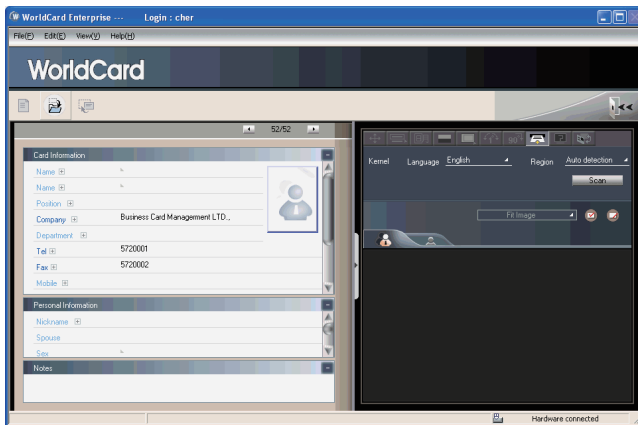 WorldCard Enterprise --- Login : cher
File(F) Edit(E) View(V) Help(H)
WorldCard
52/52
Card Information
Name
Name
Position
Company Business Card Management LTD..
Department
Tel 5720001
Fax 5720002
Mobile
Personal Information
Nickname
Spouse
Sex
Notes
Kernel Language English Region Auto detection
Scan
Fit Image
Hardware connected